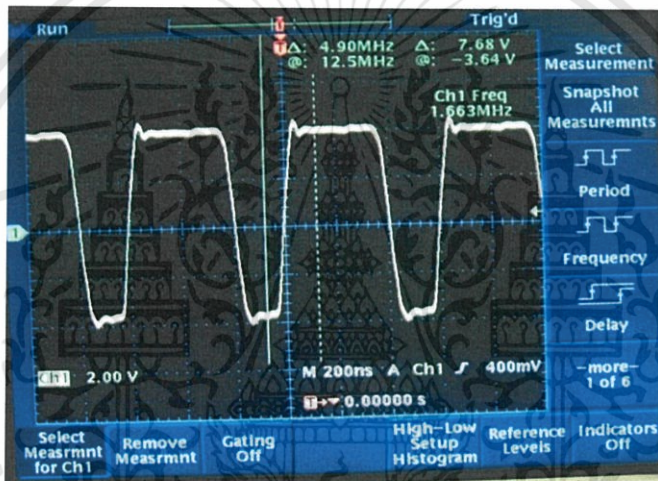 Run
Trig'd
Δ: 4.90MHz Δ: 7.68 V
@: 12.5MHz @: -3.64 V
Ch1 Freq
1.663MHz
1
Ch1 2.00 V
M 200ns A Ch1 400mV
T 0.00000 s
Select
Measurement
Snapshot
All
Measuremnts
Period
Frequency
Delay
-more-
1 of 6
Select
Measrmnt
for Ch1
Remove
Measrmnt
Gating
Off
High-Low
Setup
Histogram
Reference
Levels
Indicators
Off